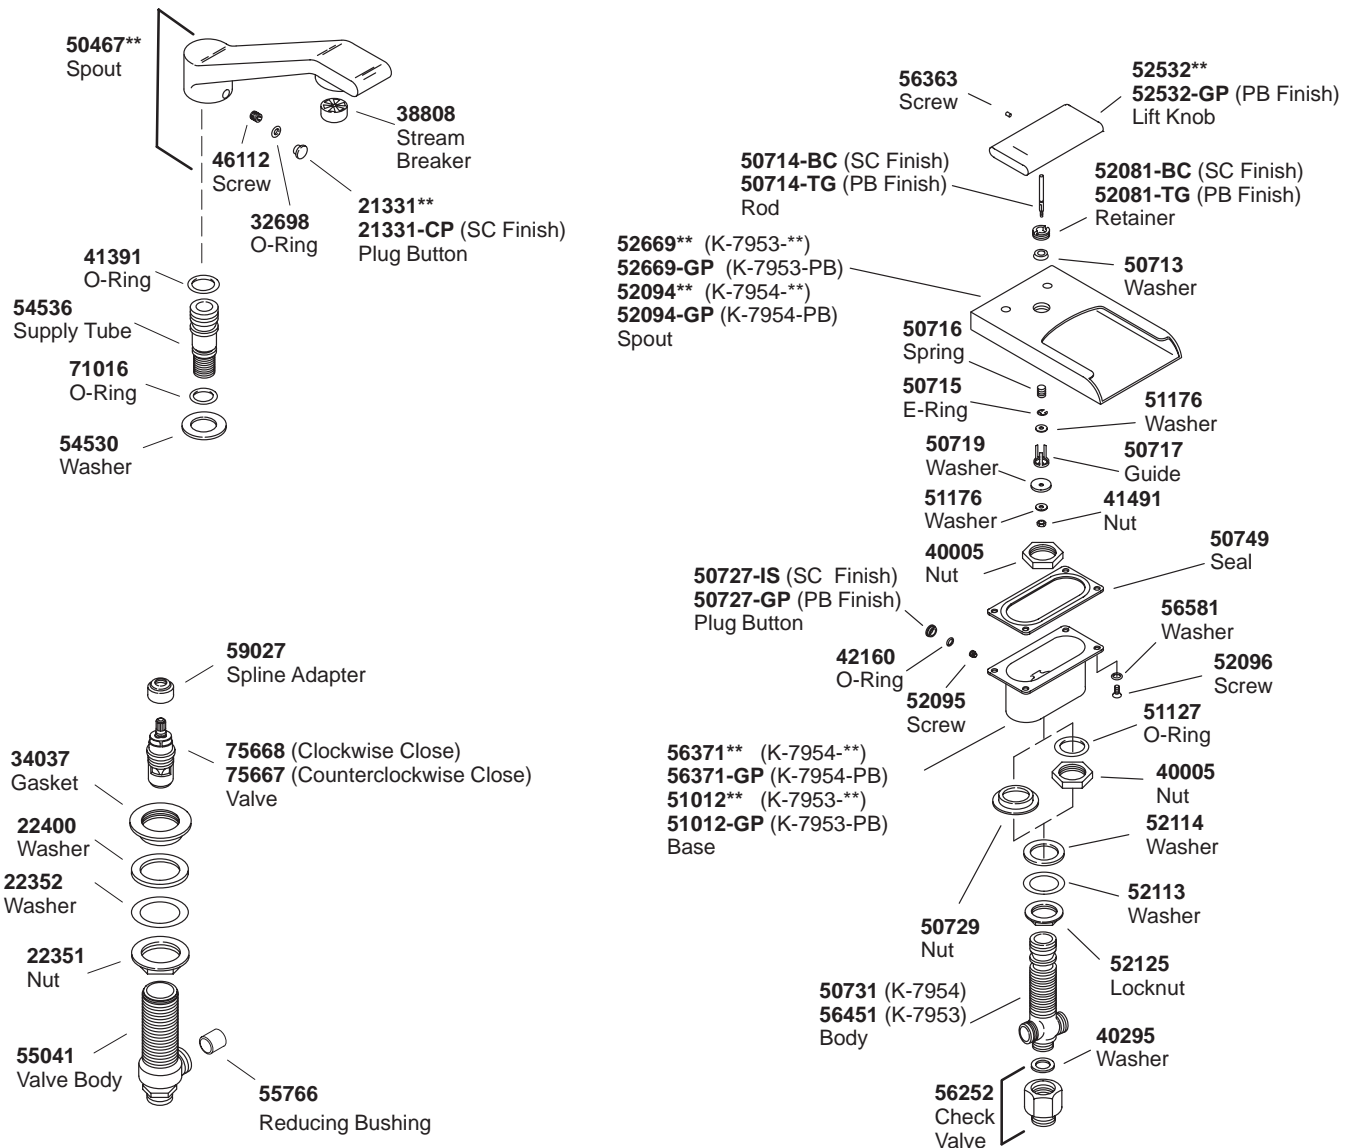 50467**
Spout
38808
Stream
Breaker
46112
Screw
32698
O-Ring
21331**
21331-CP (SC Finish)
Plug Button
41391
O-Ring
54536
Supply Tube
71016
O-Ring
54530
Washer
59027
Spline Adapter
75668 (Clockwise Close)
75667 (Counterclockwise Close)
Valve
34037
Gasket
22400
Washer
22352
Washer
22351
Nut
55041
Valve Body
55766
Reducing Bushing
56363
Screw
52532**
52532-GP (PB Finish)
Lift Knob
50714-BC (SC Finish)
50714-TG (PB Finish)
Rod
52081-BC (SC Finish)
52081-TG (PB Finish)
Retainer
52669** (K-7953-**)
52669-GP (K-7953-PB)
52094** (K-7954-**)
52094-GP (K-7954-PB)
Spout
50713
Washer
50716
Spring
50715
E-Ring
51176
Washer
50719
Washer
50717
Guide
51176
Washer
41491
Nut
40005
Nut
50749
Seal
50727-IS (SC Finish)
50727-GP (PB Finish)
Plug Button
42160
O-Ring
52095
Screw
56581
Washer
52096
Screw
51127
O-Ring
56371** (K-7954-**)
56371-GP (K-7954-PB)
51012** (K-7953-**)
51012-GP (K-7953-PB)
Base
40005
Nut
52114
Washer
52113
Washer
50729
Nut
52125
Locknut
50731 (K-7954)
56451 (K-7953)
Body
40295
Washer
56252
Check
Valve